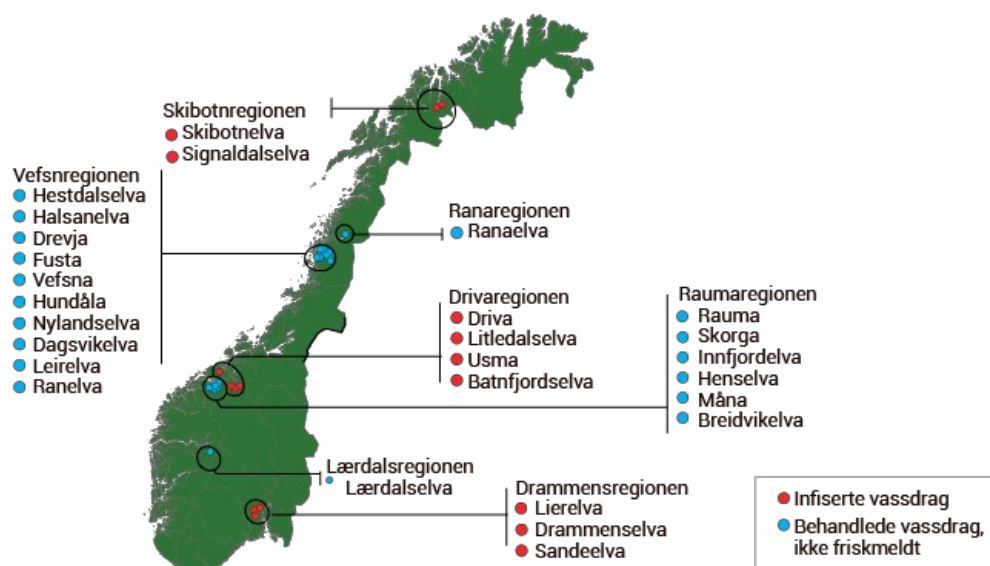 Skibotnregionen
Skibotnelva
Signaldalselva
Vefsnregionen
Hestdalselva
Halsanelva
Drevja
Fusta
Vefsna
Hundåla
Nylandselva
Dagsvikelva
Leirelva
Ranelva
Ranaregionen
Ranaelva
Drivaregionen
Driva
Litledalselva
Usma
Batnfjordselva
Raumaregionen
Rauma
Skorga
Innfjordelva
Henselva
Måna
Breidvikelva
Lærdalsregionen
Lærdalselva
Drammensregionen
Lierelva
Drammenselva
Sandeelva
Infiserte vassdrag
Behandlede vassdrag,
ikke friskmeldt